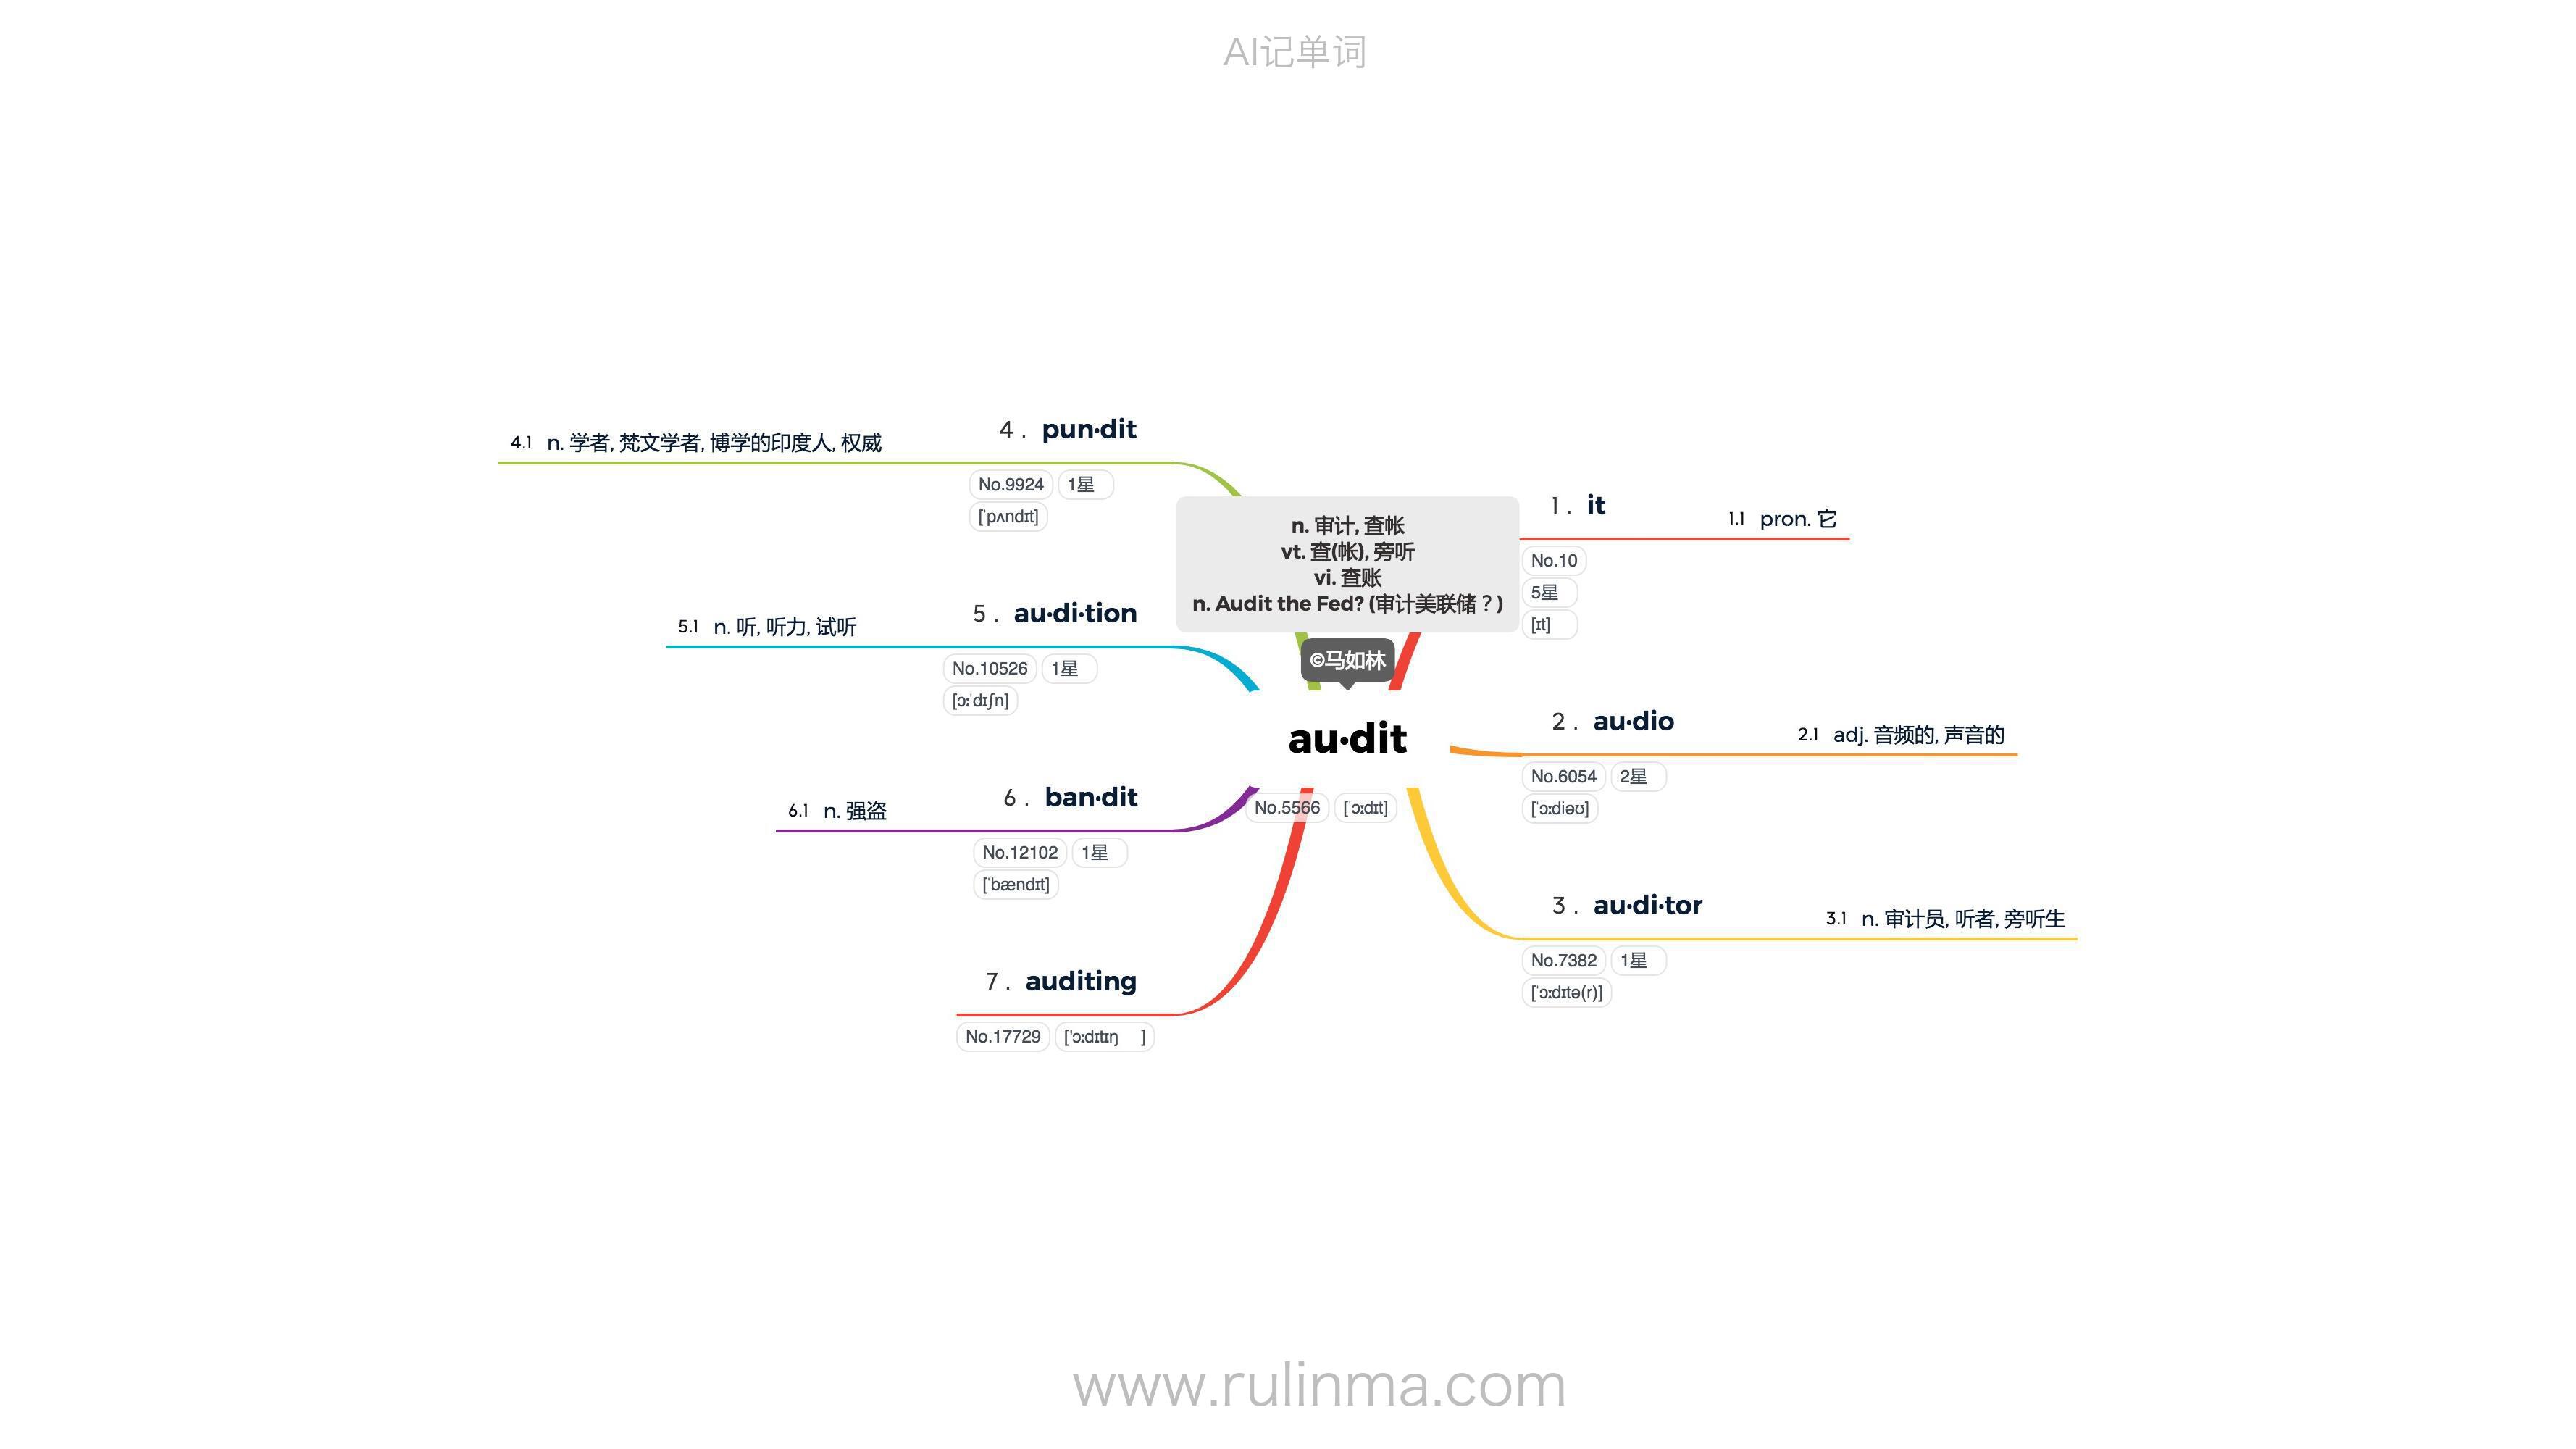 AI记单词
n. 审计, 查帐
vt. 查(帐), 旁听
vi. 查账
n. Audit the Fed? (审计美联储？)
©马如林
au·dit
No.5566 [ˈɔːdɪt]
1 . it
1.1 pron. 它
No.10
5星
[ɪt]
2 . au·dio
2.1 adj. 音频的, 声音的
No.6054 2星
[ˈɔːdiəʊ]
3 . au·di·tor
3.1 n. 审计员, 听者, 旁听生
No.7382 1星
[ˈɔːdɪtə(r)]
4 . pun·dit
4.1 n. 学者, 梵文学者, 博学的印度人, 权威
No.9924 1星
[ˈpʌndɪt]
5 . au·di·tion
5.1 n. 听, 听力, 试听
No.10526 1星
[ɔːˈdɪʃn]
6 . ban·dit
6.1 n. 强盗
No.12102 1星
[ˈbændɪt]
7 . auditing
No.17729 ['ɔːdɪtɪŋ ]
www.rulinma.com